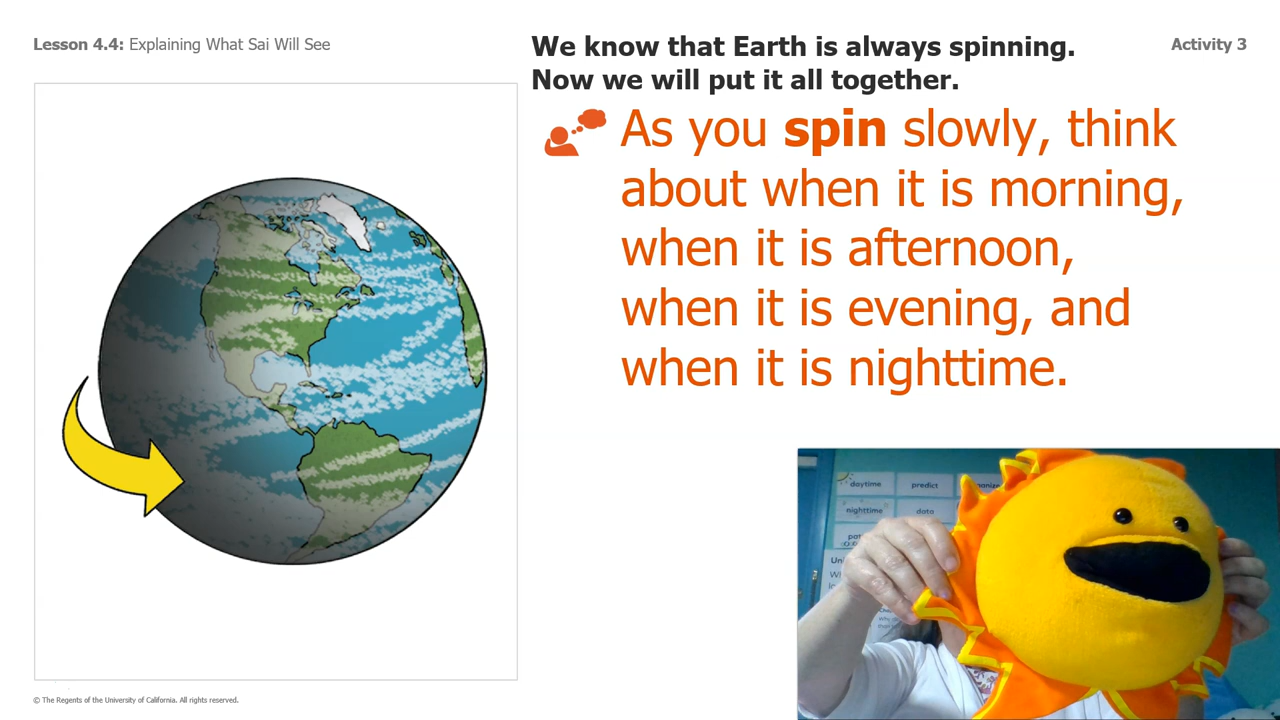 Lesson 4.4: Explaining What Sai Will See
We know that Earth is always spinning.
Now we will put it all together.
Activity 3
As you spin slowly, think
about when it is morning,
when it is afternoon,
when it is evening, and
when it is nighttime.
daytime
predict
nighttime
data
© The Regents of the University of California. All rights reserved.